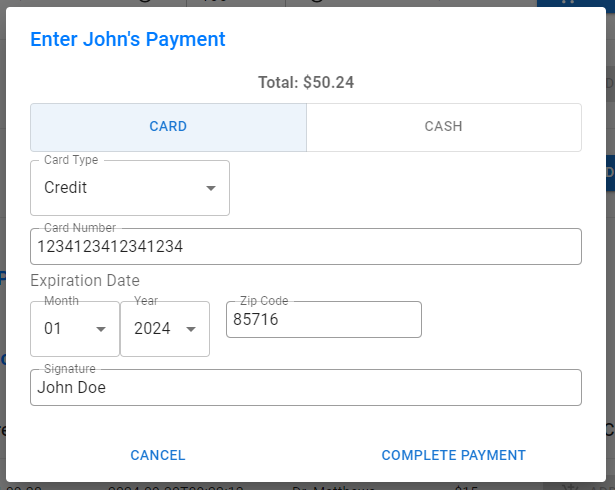 Enter John's Payment
Total: $50.24
CARD CASH
Card Type
Credit
Card Number
1234123412341234
Expiration Date
Month Year Zip Code
01 2024 85716
Signature
John Doe
CANCEL COMPLETE PAYMENT
$15